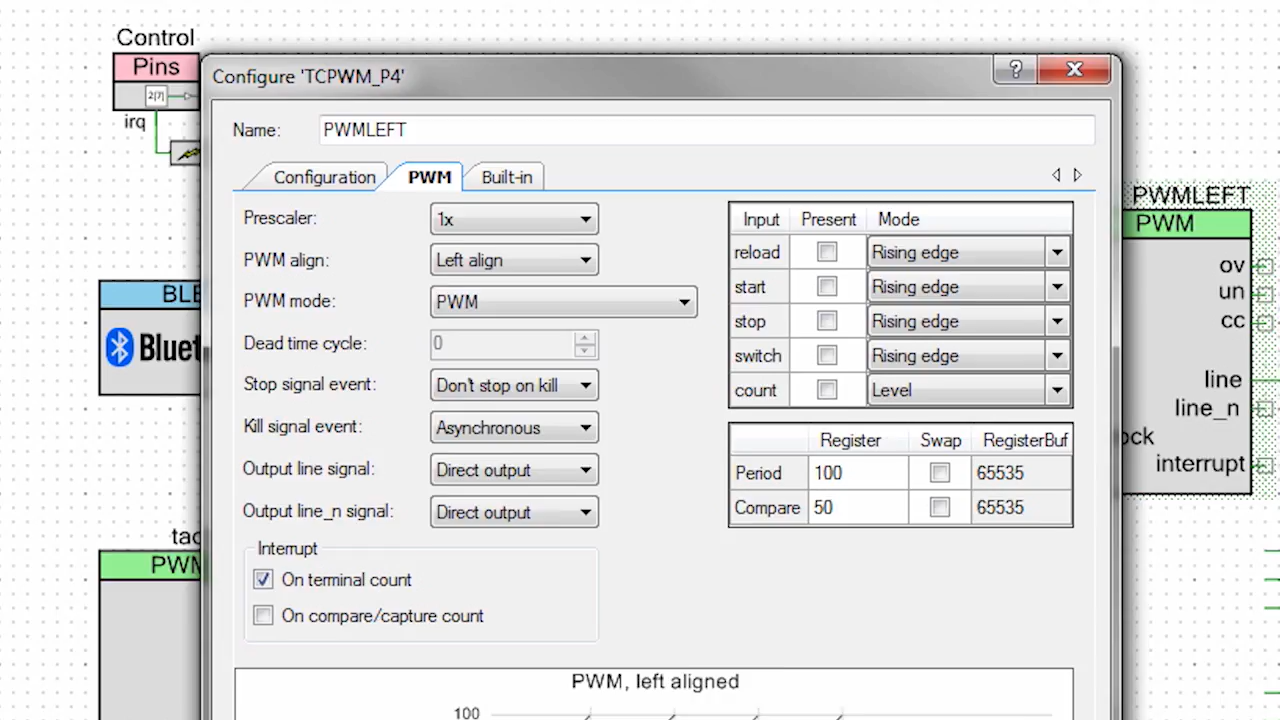 Control
Pins
2[7]
irq
Configure 'TCPWM_P4'
Name: PWMLEFT
Configuration PWM Built-in
Prescaler: 1x
PWM align: Left align
PWM mode: PWM
Dead time cycle: 0
Stop signal event: Don't stop on kill
Kill signal event: Asynchronous
Output line signal: Direct output
Output line_n signal: Direct output
Interrupt
On terminal count
On compare/capture count
Input Present Mode
reload Rising edge
start Rising edge
stop Rising edge
switch Rising edge
count Level
Register Swap RegisterBuf
Period 100 65535
Compare 50 65535
PWM, left aligned
100
BLE
Bluet
tac
PWM
PWMLEFT
PWM
ov
un
cc
line
line_n
ock
interrupt